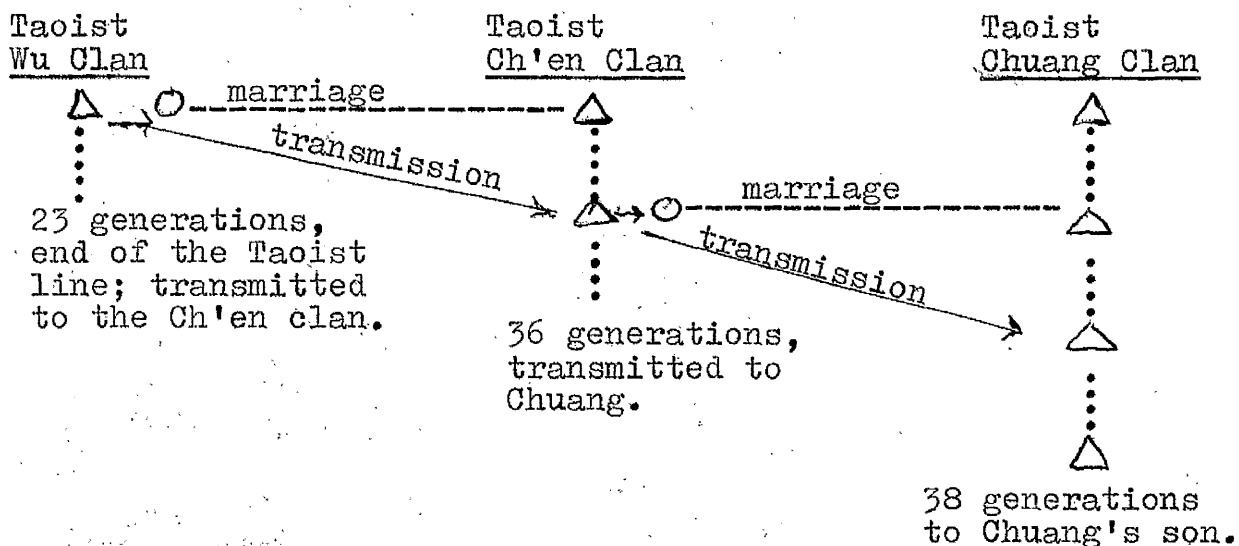 Taoist
Wu Clan
Taoist
Ch'en Clan
Taoist
Chuang Clan
marriage
transmission
marriage
transmission
23 generations,
end of the Taoist
line; transmitted
to the Ch'en clan.
36 generations,
transmitted to
Chuang.
38 generations
to Chuang's son.